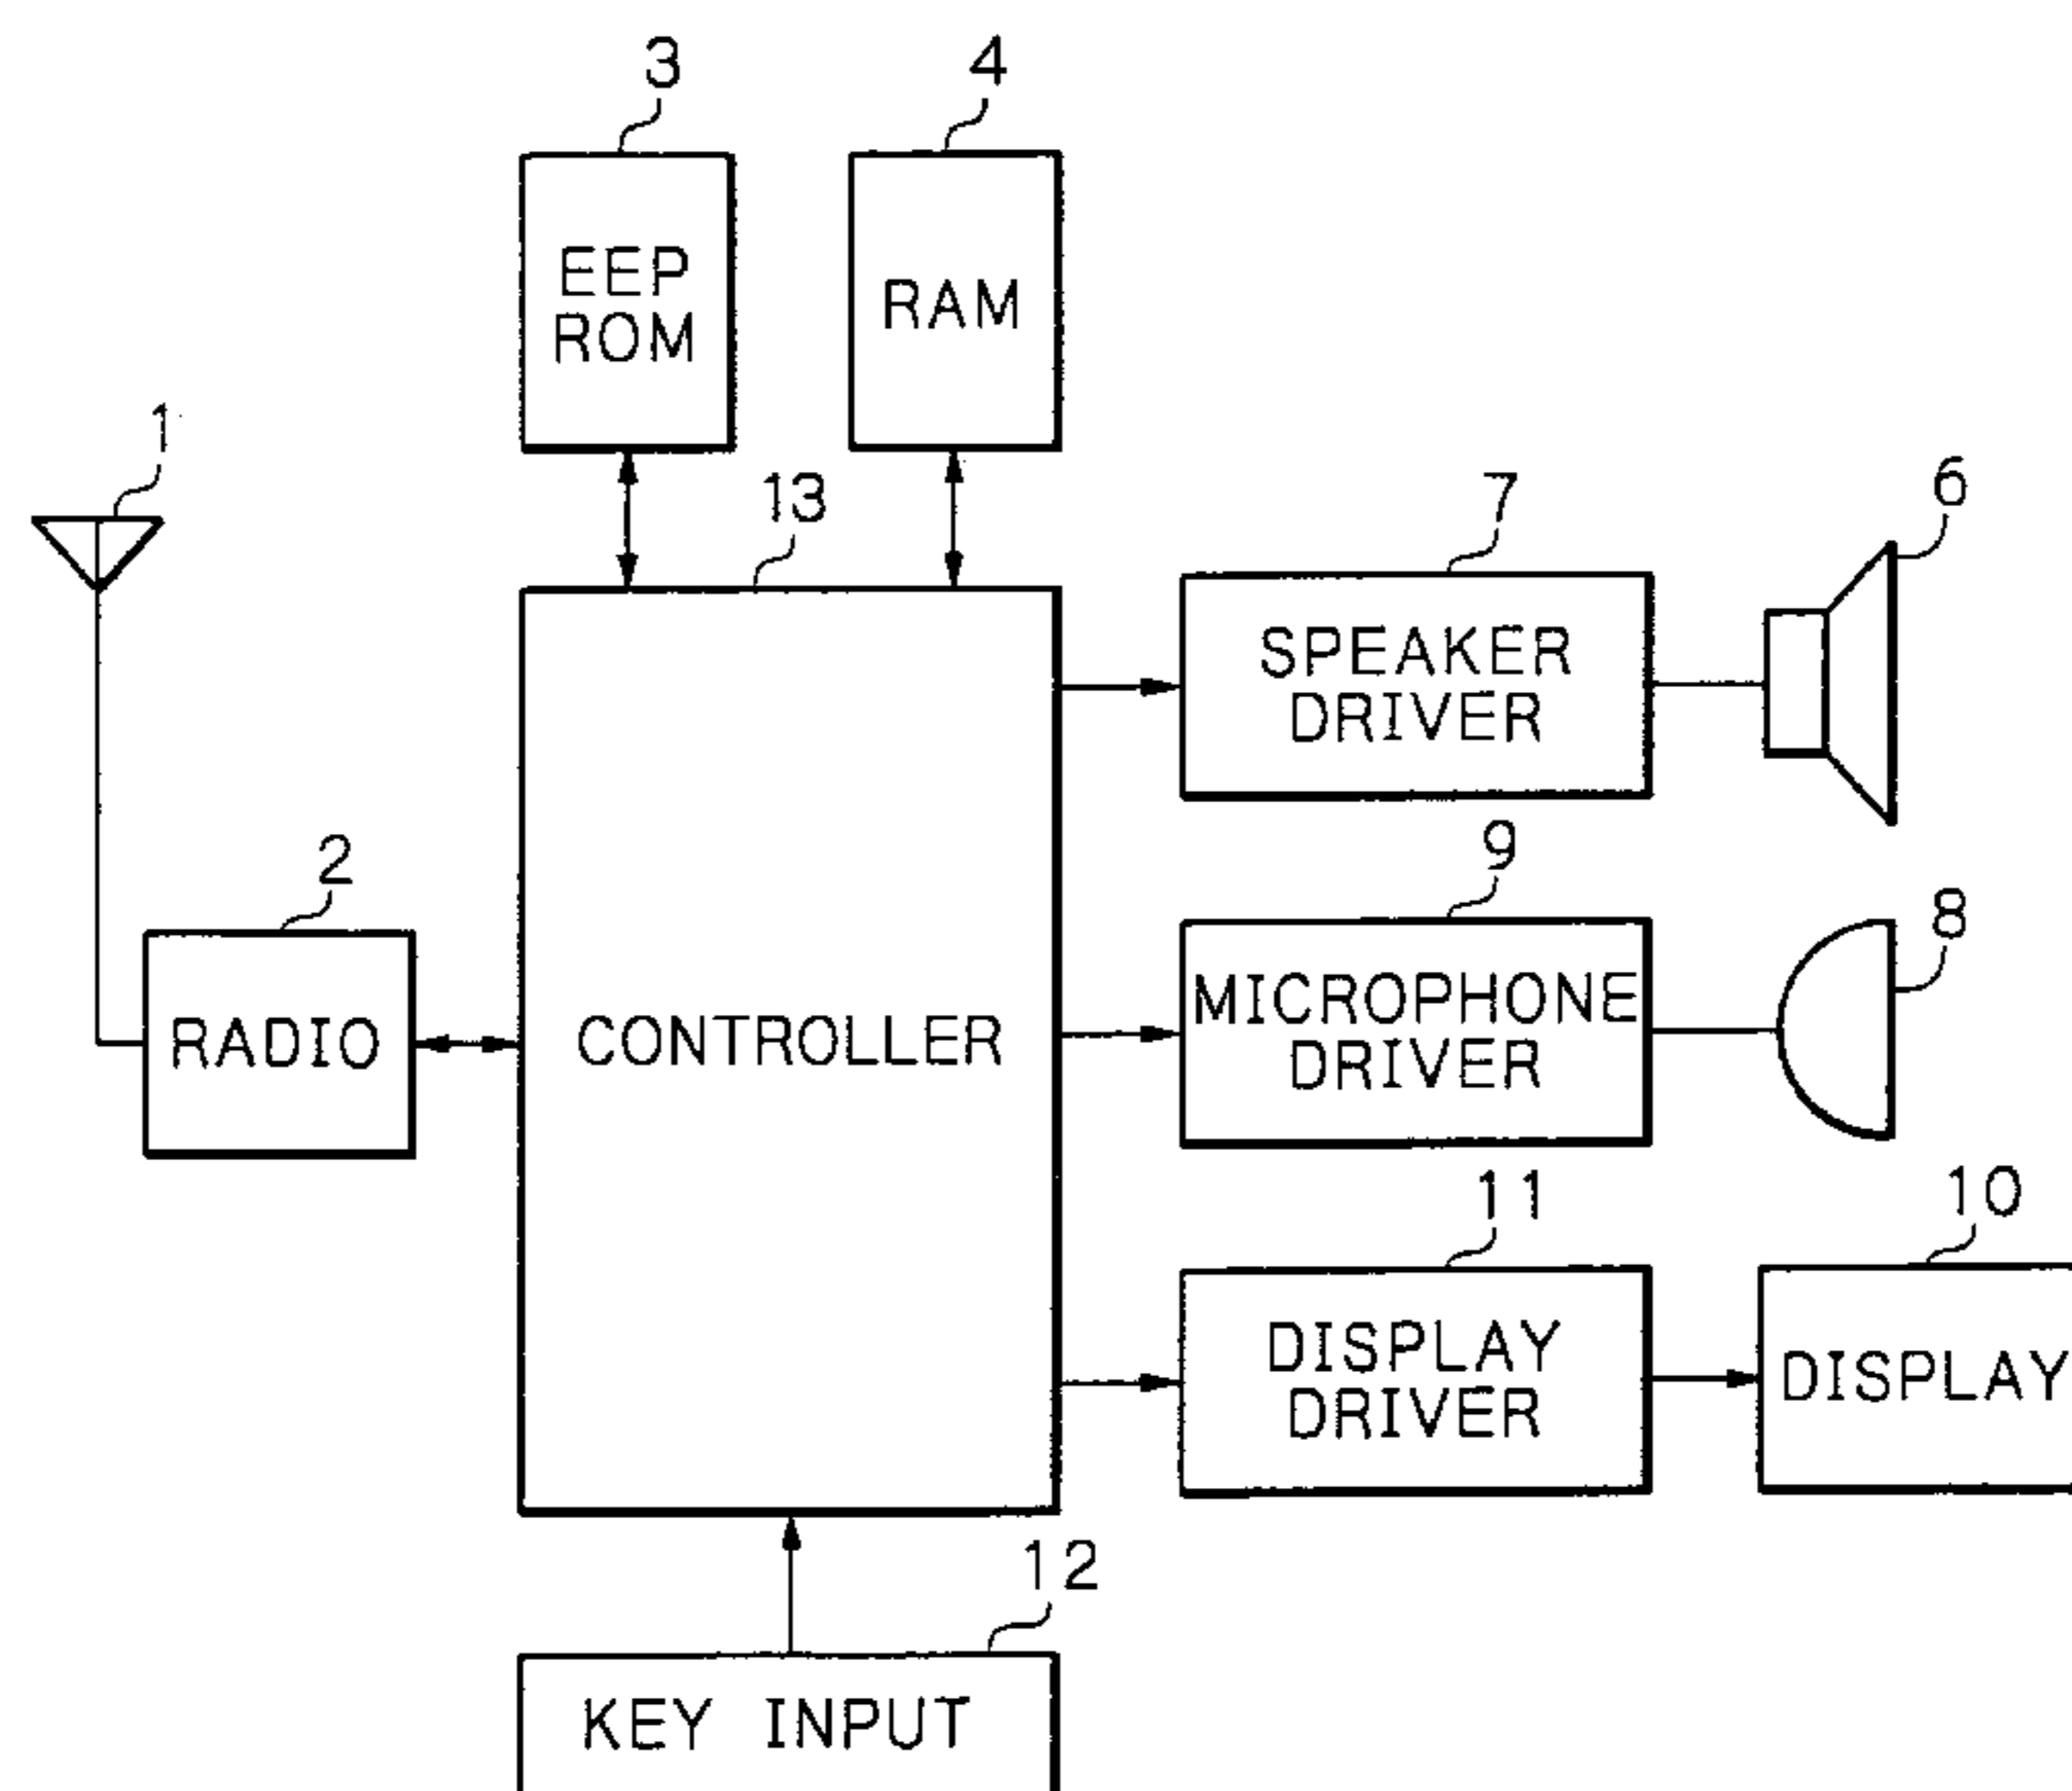 3
4
EEP
ROM
RAM
1
13
7
6
SPEAKER
DRIVER
2
9
8
RADIO
CONTROLLER
MICROPHONE
DRIVER
11
10
DISPLAY
DRIVER
DISPLAY
12
KEY INPUT